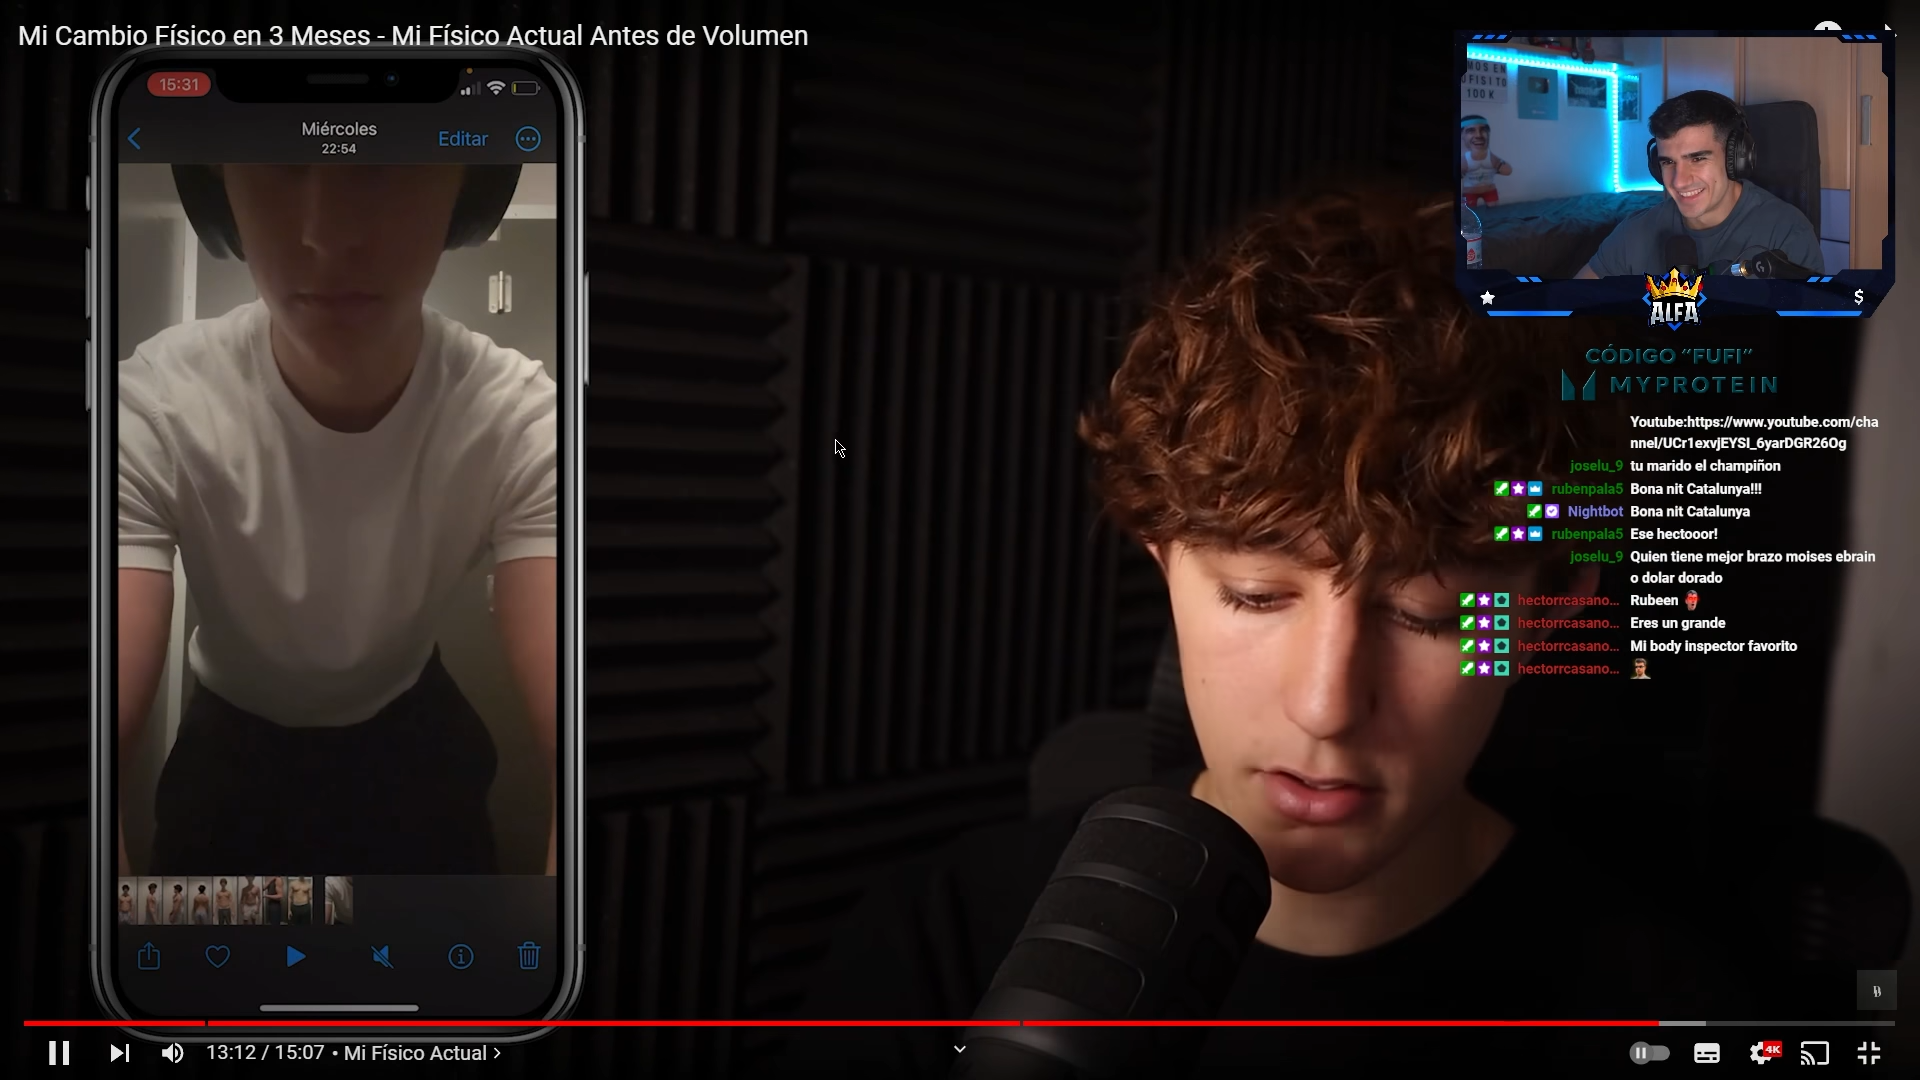 Mi Cambio Físico en 3 Meses - Mi Físico Actual Antes de Volumen
15:31
Miércoles
22:54
Editar
100 K
ALFA
$
CÓDIGO “FUFI”
MYPROTEIN
Youtube:https://www.youtube.com/cha
nnel/UCr1exvjEYSI_6yarDGR26Og
joselu_9 tu marido el champiñon
rubenpala5 Bona nit Catalunya!!!
Nightbot Bona nit Catalunya
rubenpala5 Ese hectooor!
joselu_9 Quien tiene mejor brazo moises ebrain
o dolar dorado
hectorrcasano... Rubeen
hectorrcasano... Eres un grande
hectorrcasano... Mi body inspector favorito
hectorrcasano...
13:12 / 15:07 • Mi Físico Actual
4K